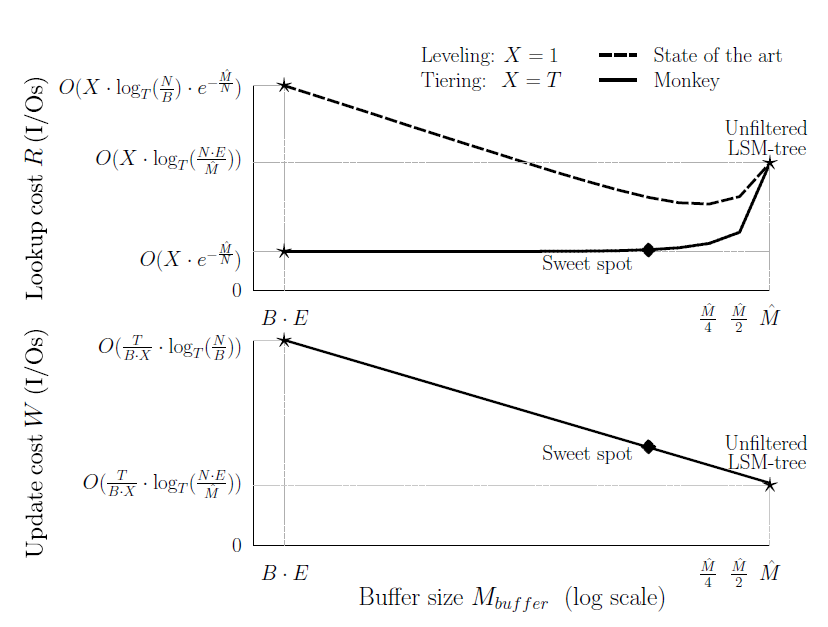 Leveling: X = 1 State of the art
Tiering: X = T Monkey
Lookup cost R (I/Os)
O(X · log_T(N/B) · e^{-M̂/N})
O(X · log_T(N·E/M̂))
O(X · e^{-M̂/N})
0
Unfiltered
LSM-tree
Sweet spot
B · E M̂/4 M̂/2 M̂
Update cost W (I/Os)
O(T/B·X · log_T(N/B))
O(T/B·X · log_T(N·E/M̂))
0
Unfiltered
LSM-tree
Sweet spot
B · E M̂/4 M̂/2 M̂
Buffer size M_{buffer} (log scale)